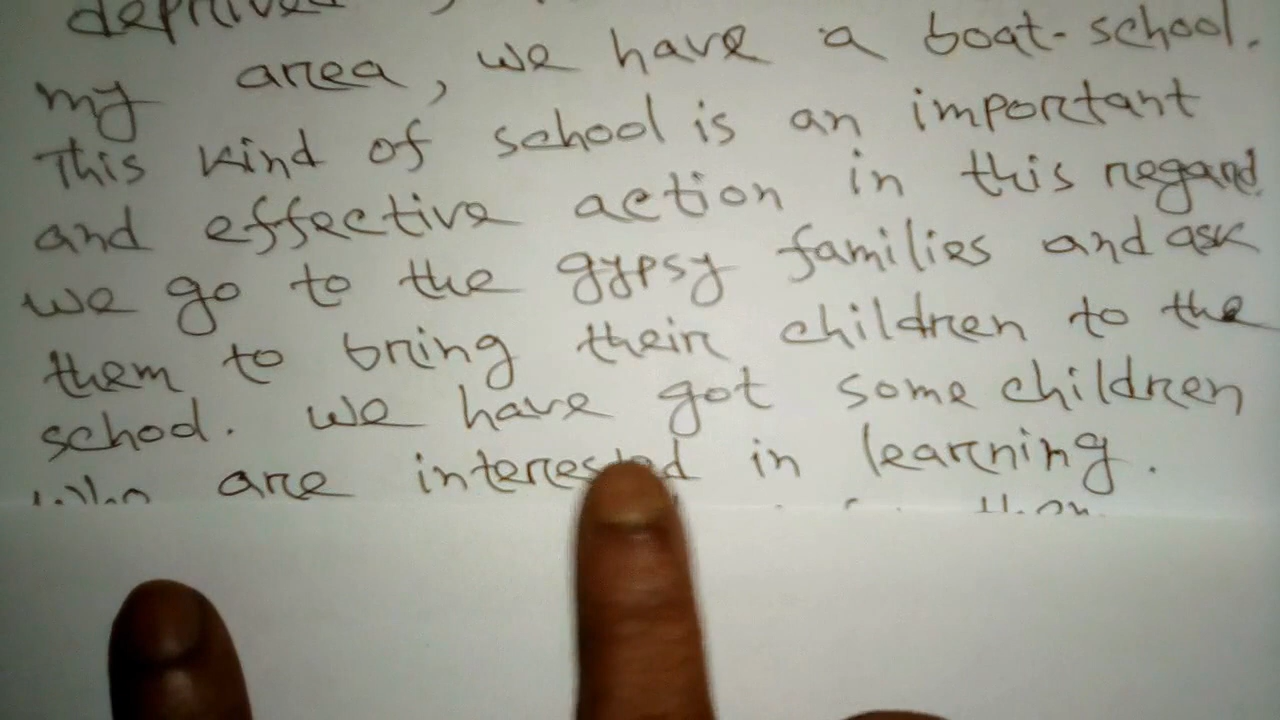 deprived
my area, we have a boat-school.
This kind of school is an important
and effective action in this regard.
we go to the gypsy families and ask
them to bring their children to the
school. We have got some children
who are interested in learning.